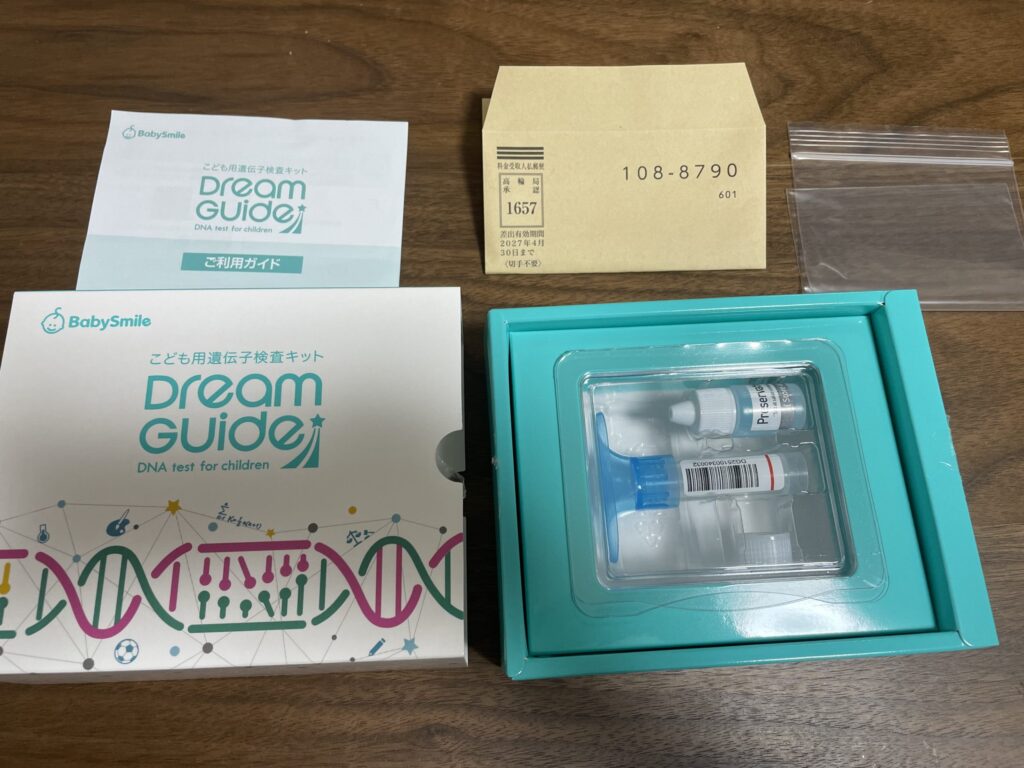 BabySmile
こども用遺伝子検査キット
Dream
Guide
DNA test for children
ご利用ガイド
料金受取人払郵便
高輪局
承認
1657
差出有効期間
2027年4月
30日まで
〈切手不要〉
108-8790
601
BabySmile
こども用遺伝子検査キット
Dream
Guide
DNA test for children
DG25100340032